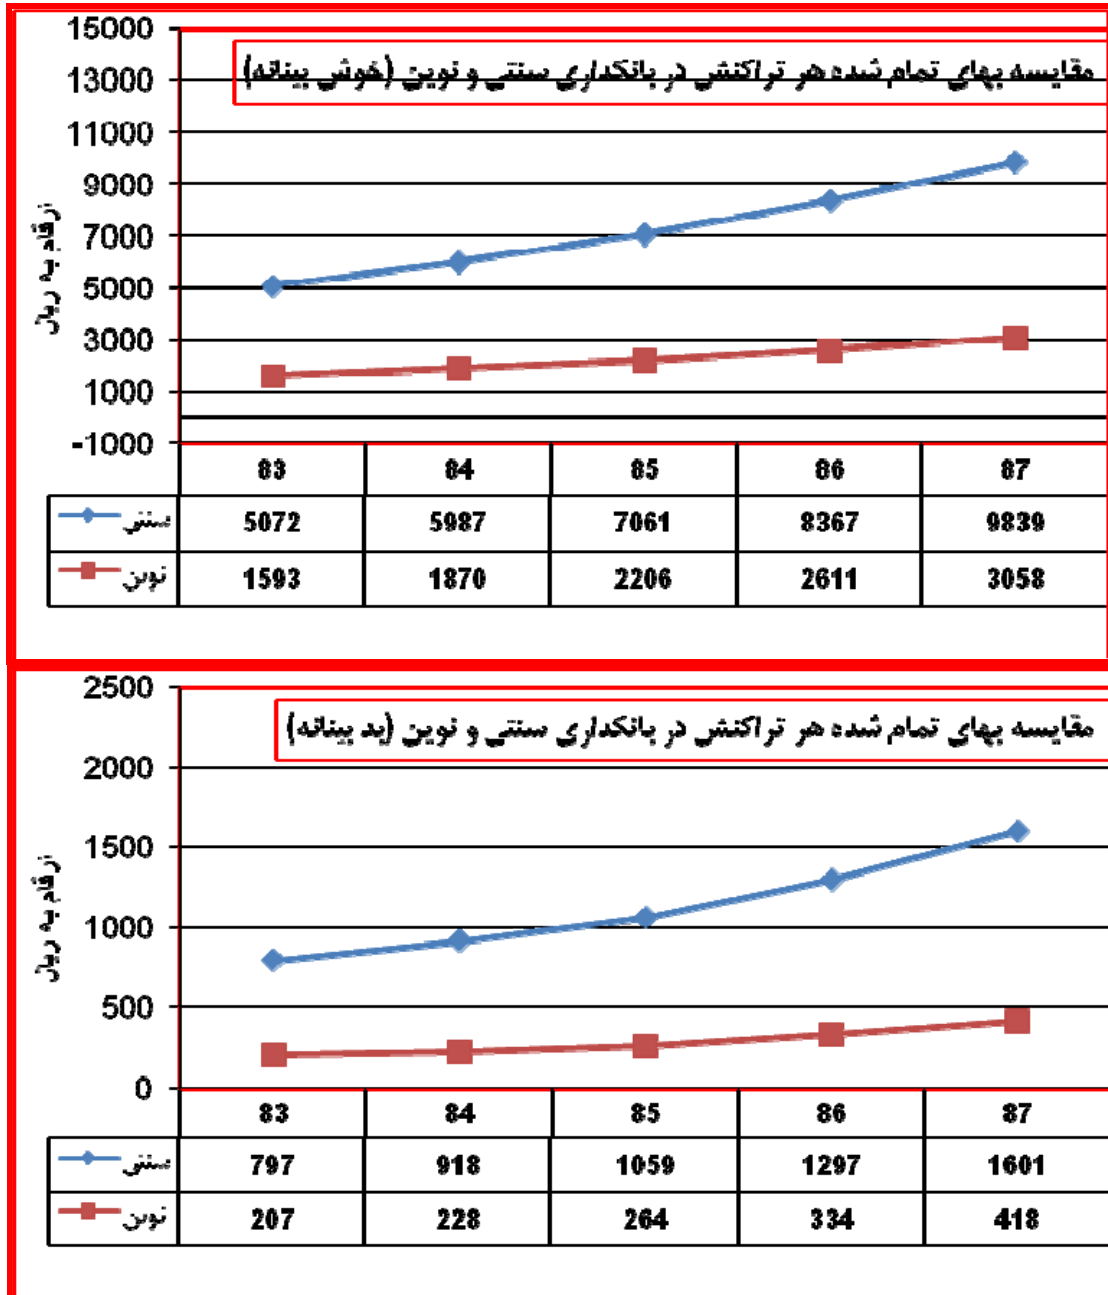 مقایسه بهای تمام شده هر تراکنش در بانکداری سنتی و نوین (خوش بینانه)
15000
13000
11000
9000
7000
5000
3000
1000
-1000
ارقام به ریال
83 84 85 86 87
سنتی 5072 5987 7061 8367 9839
نوین 1593 1870 2206 2611 3058
مقایسه بهای تمام شده هر تراکنش در بانکداری سنتی و نوین (بد بینانه)
2500
2000
1500
1000
500
0
ارقام به ریال
83 84 85 86 87
سنتی 797 918 1059 1297 1601
نوین 207 228 264 334 418